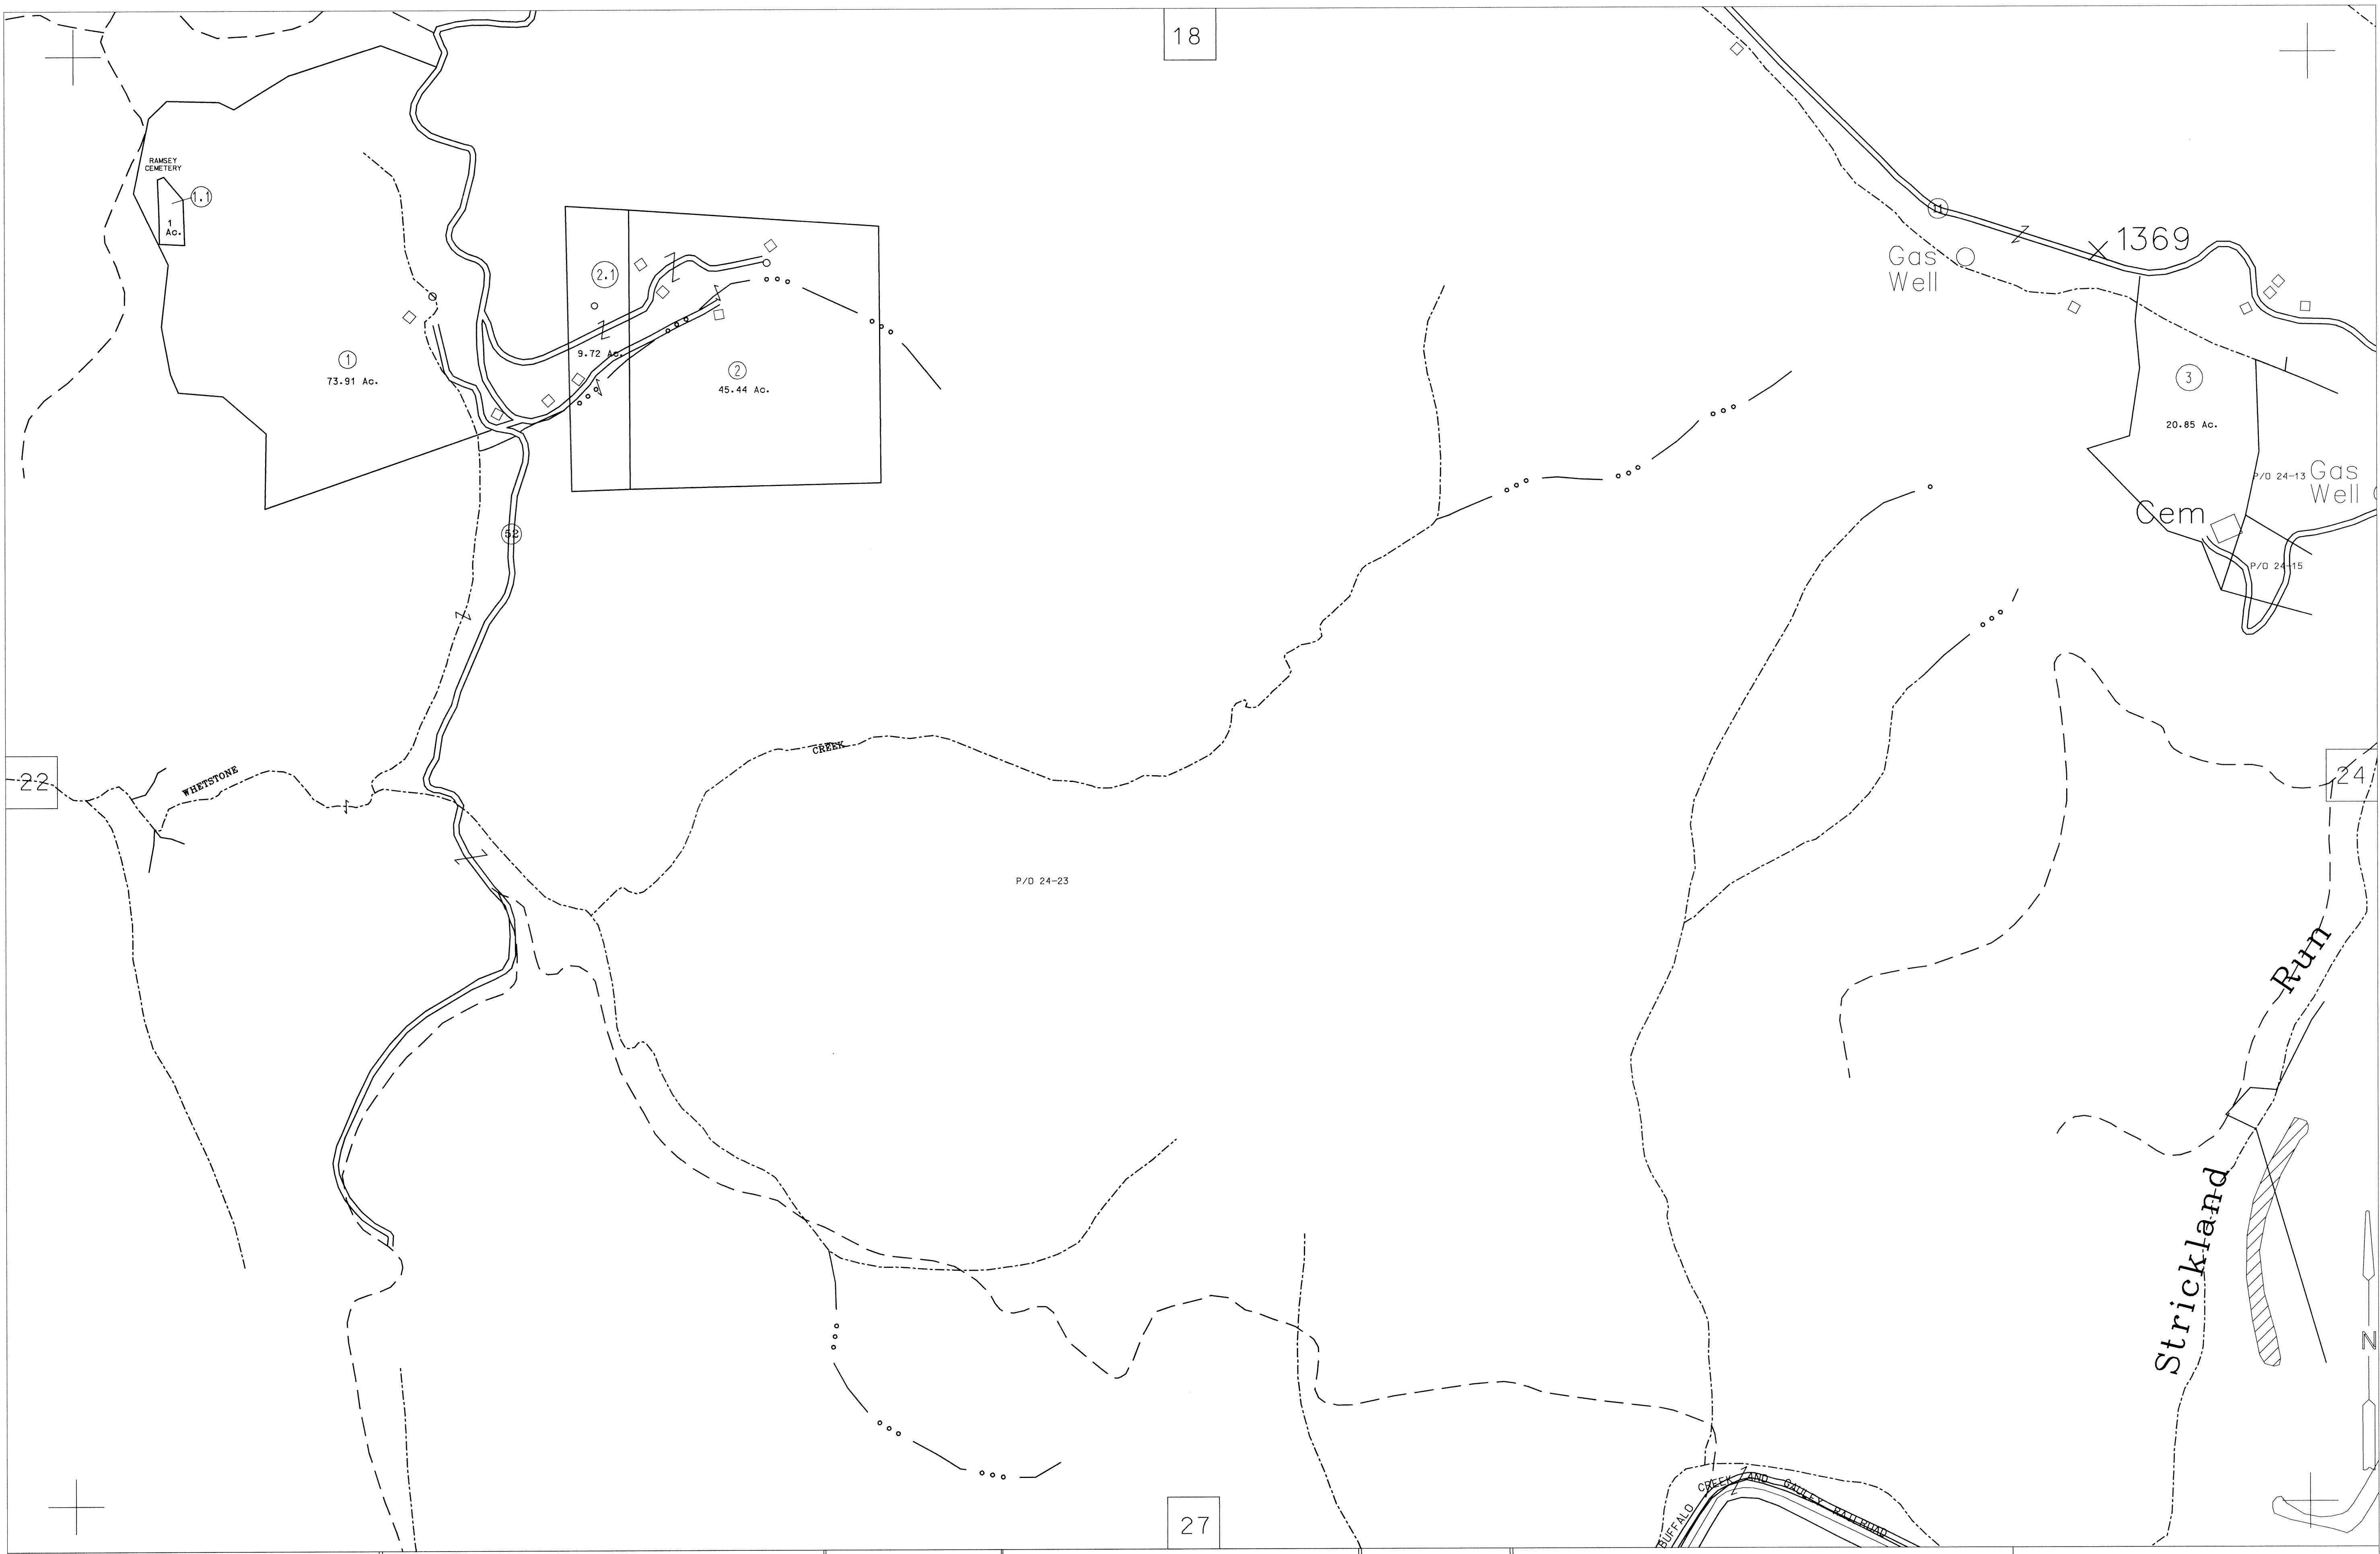 18
RAMSEY
CEMETERY
1.1
1
Ac.
11
1369
Gas
Well
2.1
9.72 Ac.
1
73.91 Ac.
2
45.44 Ac.
3
20.85 Ac.
P/O 24-13
Gas
Well
Cem
52
P/O 24-15
22
WHETSTONE
CREEK
24
P/O 24-23
Strickland Run
N
27
BUFFALO CREEK AND GAULEY RAILROAD